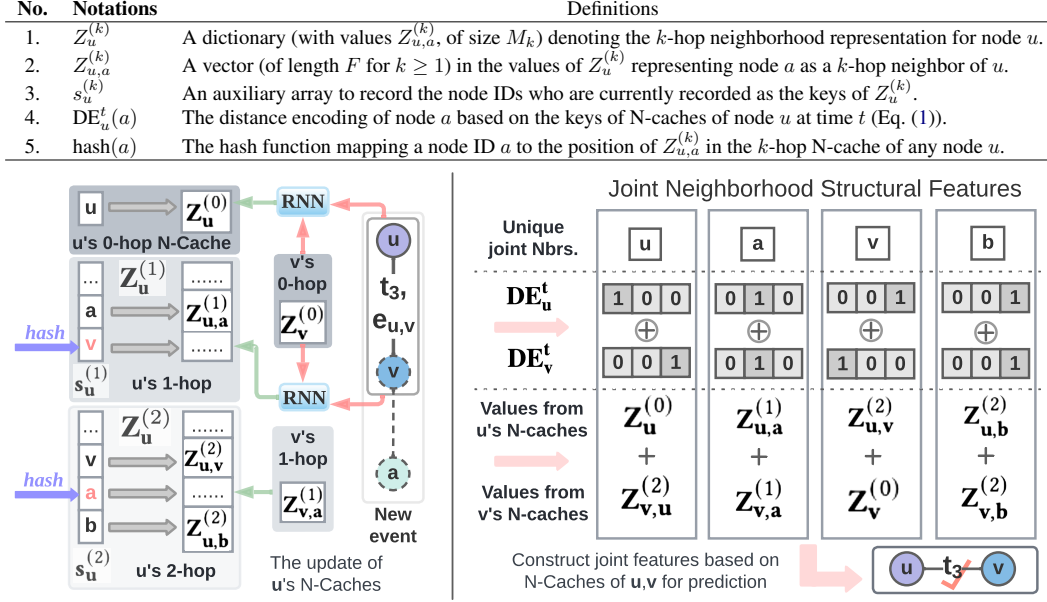 No. Notations Definitions
1. Z_u^{(k)} A dictionary (with values Z_{u,a}^{(k)}, of size M_k) denoting the k-hop neighborhood representation for node u.
2. Z_{u,a}^{(k)} A vector (of length F for k ≥ 1) in the values of Z_u^{(k)} representing node a as a k-hop neighbor of u.
3. s_u^{(k)} An auxiliary array to record the node IDs who are currently recorded as the keys of Z_u^{(k)}.
4. DE_u^t(a) The distance encoding of node a based on the keys of N-caches of node u at time t (Eq. (1)).
5. hash(a) The hash function mapping a node ID a to the position of Z_{u,a}^{(k)} in the k-hop N-cache of any node u.
u Z_u^{(0)}
u's 0-hop N-Cache
... Z_u^{(1)} ......
a Z_{u,a}^{(1)}
hash
v ......
s_u^{(1)} u's 1-hop
... Z_u^{(2)} ......
v Z_{u,v}^{(2)}
hash
a ......
b Z_{u,b}^{(2)}
s_u^{(2)} u's 2-hop
RNN
v's
0-hop
Z_v^{(0)}
RNN
v's
1-hop
Z_{v,a}^{(1)}
u
t_3,
e_{u,v}
v
a
New
event
The update of
u's N-Caches
Joint Neighborhood Structural Features
Unique
joint Nbrs.
u a v b
DE_u^t
1 0 0 0 1 0 0 0 1 0 0 1
⊕ ⊕ ⊕ ⊕
DE_v^t
0 0 1 0 1 0 1 0 0 0 0 1
Values from
u's N-caches
Z_u^{(0)} Z_{u,a}^{(1)} Z_{u,v}^{(2)} Z_{u,b}^{(2)}
+ + + +
Values from
v's N-caches
Z_{v,u}^{(2)} Z_{v,a}^{(1)} Z_v^{(0)} Z_{v,b}^{(2)}
Construct joint features based on
N-Caches of u,v for prediction
u t_3 v